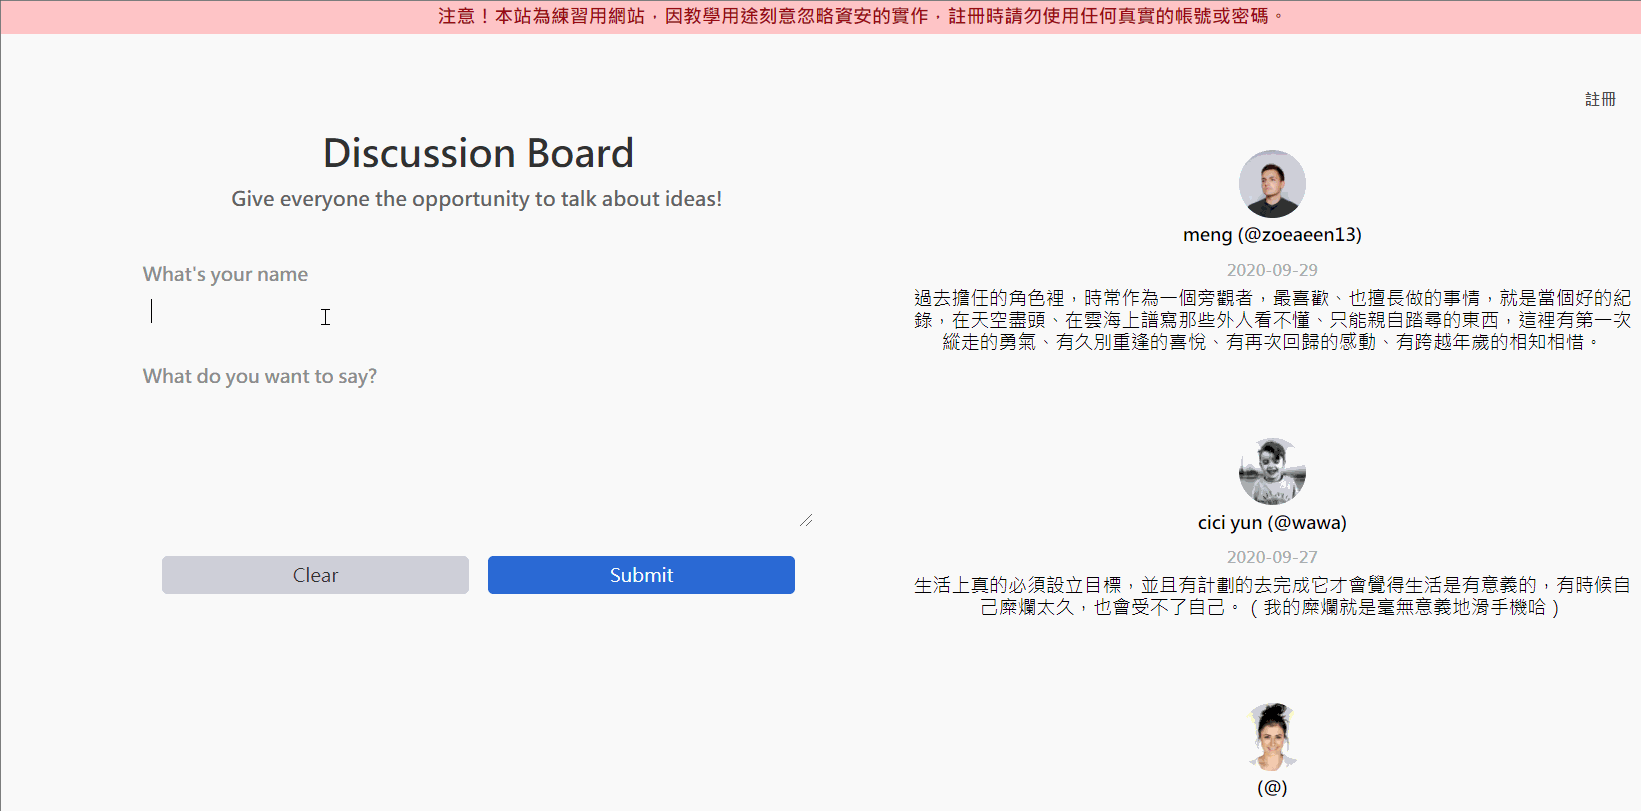 注意！本站為練習用網站，因教學用途刻意忽略資安的實作，註冊時請勿使用任何真實的帳號或密碼。
註冊
Discussion Board
Give everyone the opportunity to talk about ideas!
What's your name
What do you want to say?
Clear
Submit
meng (@zoeaeen13)
2020-09-29
過去擔任的角色裡，時常作為一個旁觀者，最喜歡、也擅長做的事情，就是當個好的紀
錄，在天空盡頭、在雲海上譜寫那些外人看不懂、只能親自踏尋的東西，這裡有第一次
縱走的勇氣、有久別重逢的喜悅、有再次回歸的感動、有跨越年歲的相知相惜。
cici yun (@wawa)
2020-09-27
生活上真的必須設立目標，並且有計劃的去完成它才會覺得生活是有意義的，有時候自
己糜爛太久，也會受不了自己。（我的糜爛就是毫無意義地滑手機哈）
(@)